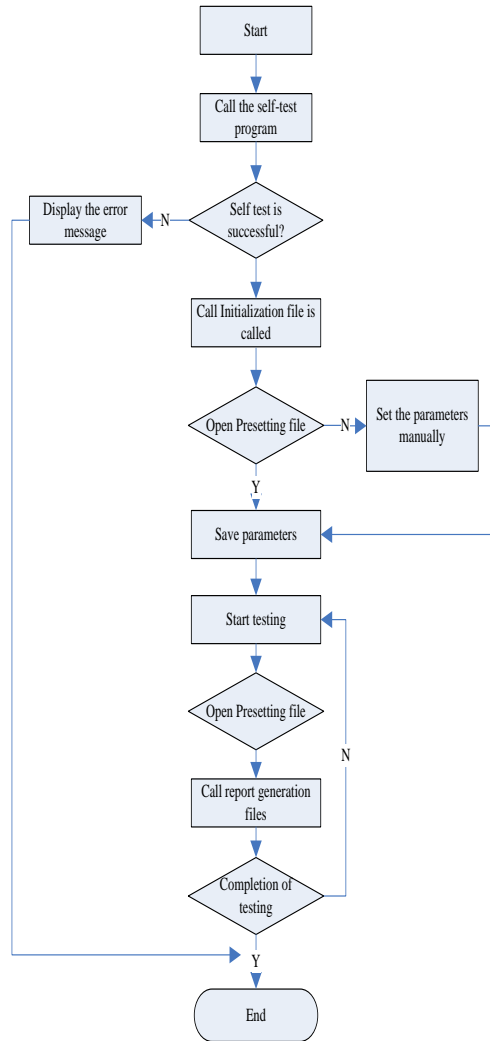 Start
Call the self-test
program
Self test is
successful?
N
Display the error
message
Call Initialization file is
called
Open Presetting file
N
Set the parameters
manually
Y
Save parameters
Start testing
Open Presetting file
N
Call report generation
files
Completion of
testing
Y
End